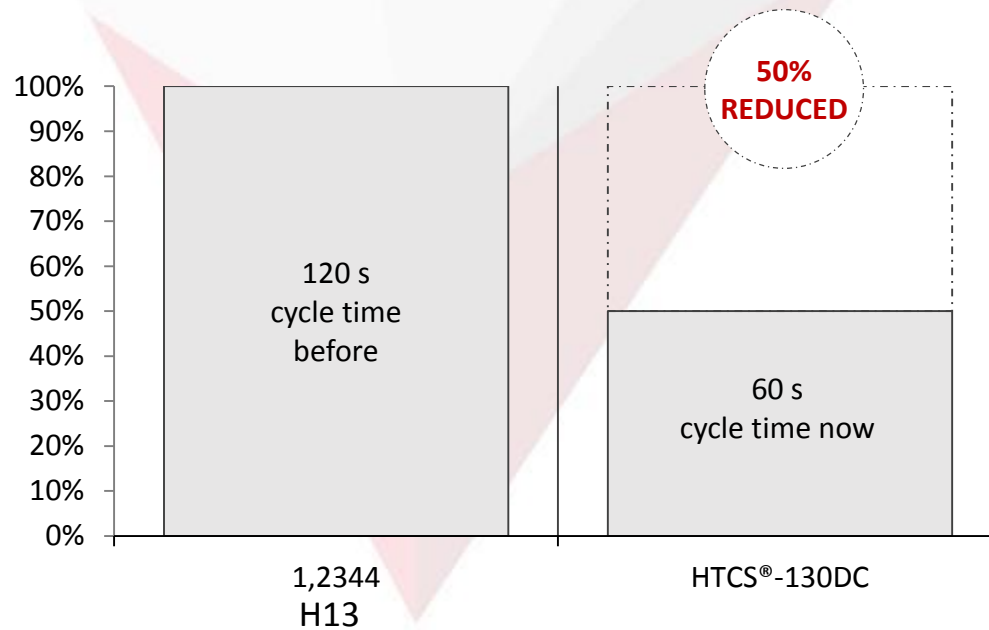 50%
REDUCED
100%
90%
80%
70%
60%
50%
40%
30%
20%
10%
0%
120 s
cycle time
before
60 s
cycle time now
1,2344
H13
HTCS®-130DC